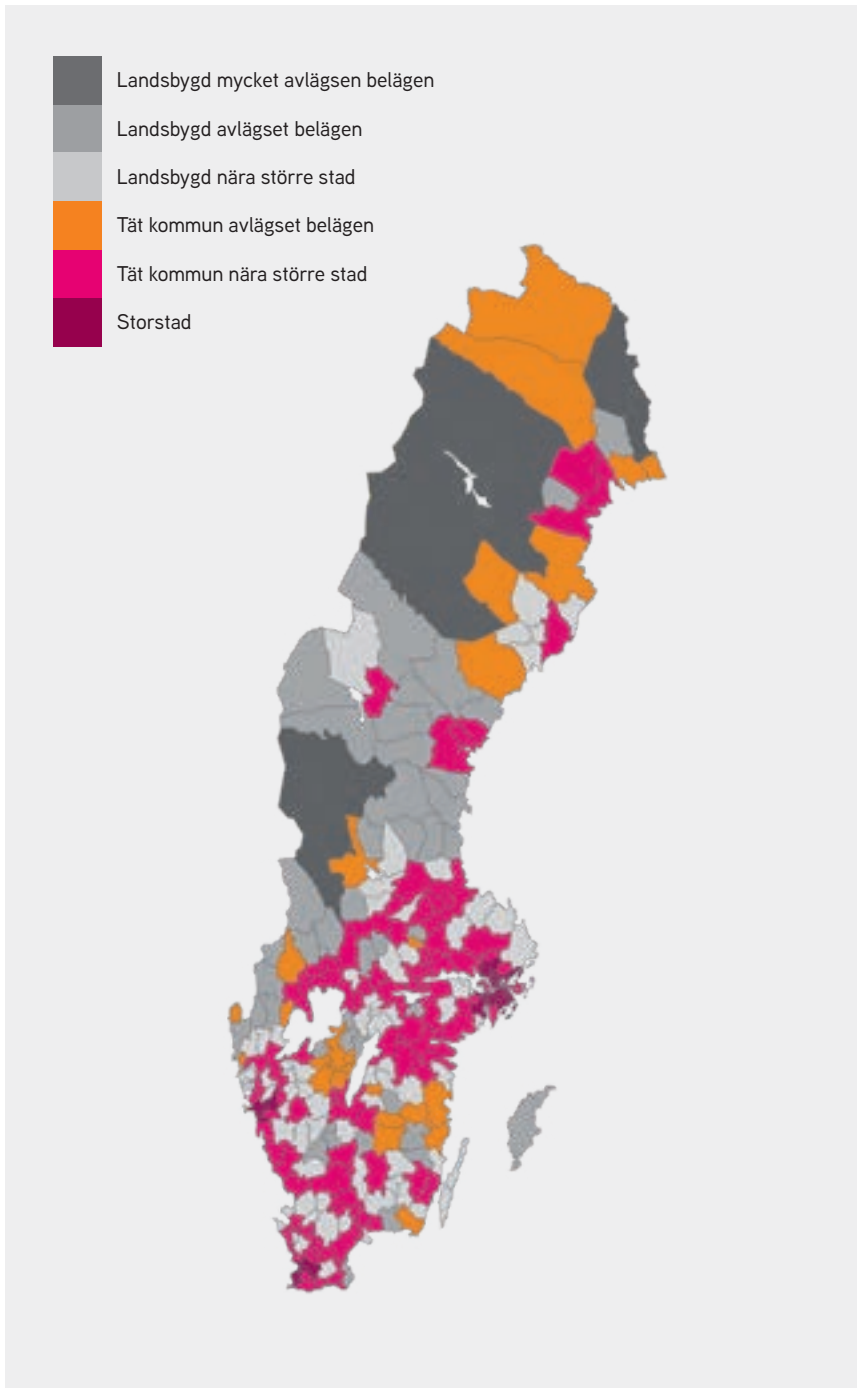 Landsbygd mycket avlägsen belägen
Landsbygd avlägset belägen
Landsbygd nära större stad
Tät kommun avlägset belägen
Tät kommun nära större stad
Storstad